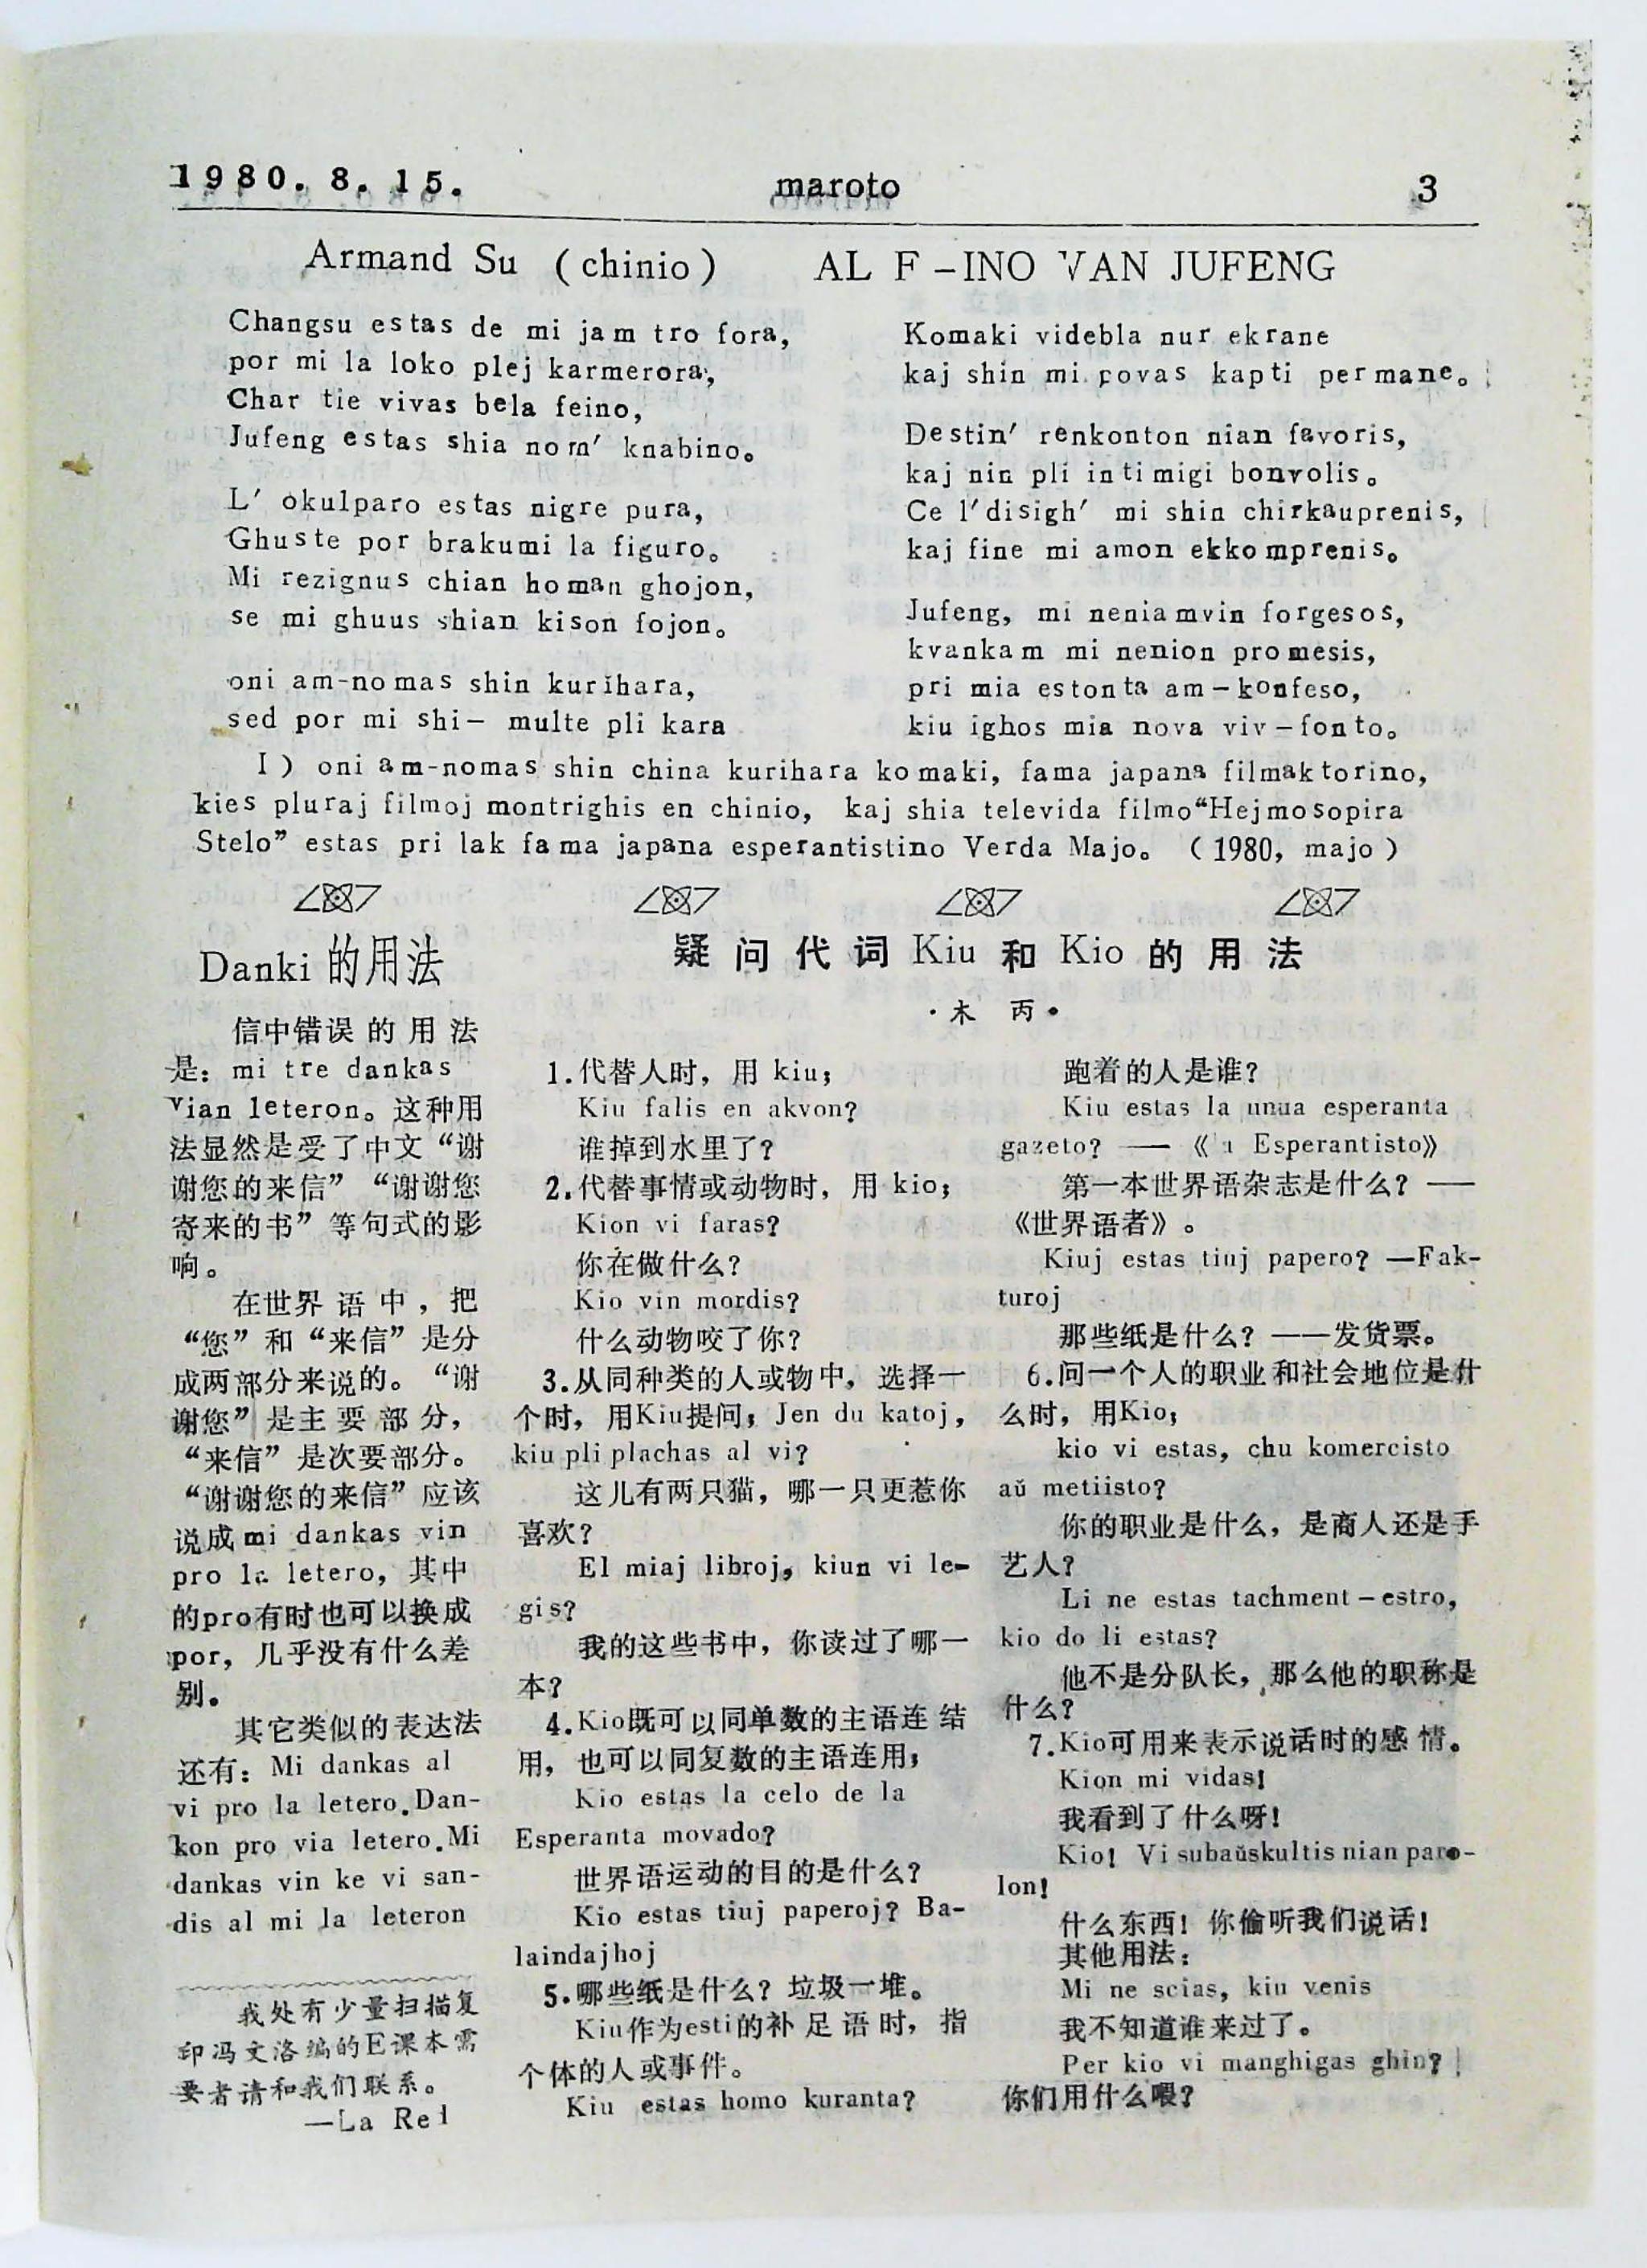 1980. 8. 15.
maroto
3
Armand Su (chinio)
AL F-INO VAN JUFENG
Changsu estas de mi jam tro fora,
por mi la loko plej karmerora,
Char tie vivas bela feino,
Jufeng estas shia nom' knabino。
L' okulparo estas nigre pura,
Ghuste por brakumi la figuro。
Mi rezignus chian homan ghojon,
se mi ghuus shian kison fojon。
oni am-nomas shin kurihara,
sed por mi shi— multe pli kara
Komaki videbla nur ekrane
kaj shin mi povas kapti permane。
Destin' renkonton nian favoris,
kaj nin pli intimigi bonvolis。
Ce l'disigh' mi shin chirkauprenis,
kaj fine mi amon ekkomprenis。
Jufeng, mi neniamvin forgesos,
kvankam mi nenion promesis,
pri mia estonta am-konfeso,
kiu ighos mia nova viv-fonto。
I ) oni am-nomas shin china kurihara komaki, fama japana filmaktorino,
kies pluraj filmoj montrighis en chinio, kaj shia televida filmo“Hejmosopira
Stelo” estas pri lak fama japana esperantistino Verda Majo。 (1980, majo)
Danki 的用法
信中错误的用法
是：mi tre dankas
vian leteron。这种用
法显然是受了中文“谢
谢您的来信”“谢谢您
寄来的书”等句式的影
响。
在世界语中，把
“您”和“来信”是分
成两部分来说的。“谢
谢您”是主要部分，
“来信”是次要部分。
“谢谢您的来信”应该
说成mi dankas vin
pro la letero, 其中
的pro有时也可以换成
por，几乎没有什么差
别。
其它类似的表达法
还有：Mi dankas al
vi pro la letero.Dan-
kon pro via letero.Mi
dankas vin ke vi san-
dis al mi la leteron
我处有少量扫描复
印冯文洛编的E课本需
要者请和我们联系。
—La Red
疑问代词 Kiu 和 Kio 的用法
·木 丙·
1.代替人时，用 kiu；
Kiu falis en akvon?
谁掉到水里了？
2.代替事情或动物时，用 kio；
Kion vi faras?
你在做什么？
Kio vin mordis?
什么动物咬了你？
3.从同种类的人或物中，选择一
个时，用Kiu提问；Jen du katoj,
kiu pli plachas al vi?
这儿有两只猫，哪一只更惹你
喜欢？
El miaj libroj, kiun vi le-
gis?
我的这些书中，你读过了哪一
本？
4.Kio既可以同单数的主语连结
用，也可以同复数的主语连用；
Kio estas la celo de la
Esperanta movado?
世界语运动的目的是什么？
Kio estas tiuj paperoj? Ba-
laindajhoj
5.哪些纸是什么？垃圾一堆。
Kiu作为esti的补足语时，指
个体的人或事件。
Kiu estas homo kuranta?
跑着的人是谁？
Kiu estas la unua esperanta
gazeto? —— 《 Esperantisto》
第一本世界语杂志是什么？——
《世界语者》。
Kiuj estas tiuj papero? —Fak-
turoj
那些纸是什么？——发货票。
6.问一个人的职业和社会地位是什
么时，用Kio；
kio vi estas, chu komercisto
aŭ metiisto?
你的职业是什么，是商人还是手
艺人？
Li ne estas tachment-estro,
kio do li estas?
他不是分队长，那么他的职称是
什么？
7.Kio可用来表示说话时的感情。
Kion mi vidas!
我看到了什么呀！
Kio! Vi subaŭskultis nian paro-
lon!
什么东西！你偷听我们说话！
其他用法：
Mi ne scias, kiu venis
我不知道谁来过了。
Per kio vi manghigas ghin?
你们用什么喂？